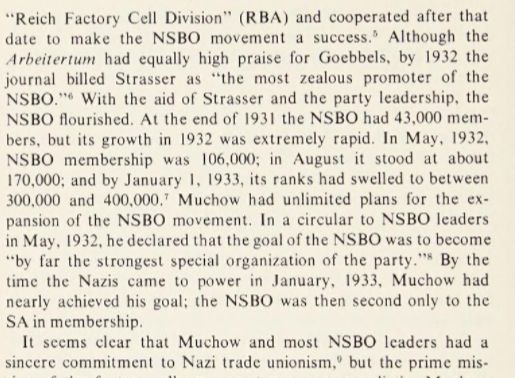 “Reich Factory Cell Division” (RBA) and cooperated after that
date to make the NSBO movement a success.⁵ Although the
Arbeitertum had equally high praise for Goebbels, by 1932 the
journal billed Strasser as “the most zealous promoter of the
NSBO.”⁶ With the aid of Strasser and the party leadership, the
NSBO flourished. At the end of 1931 the NSBO had 43,000 mem-
bers, but its growth in 1932 was extremely rapid. In May, 1932,
NSBO membership was 106,000; in August it stood at about
170,000; and by January 1, 1933, its ranks had swelled to between
300,000 and 400,000.⁷ Muchow had unlimited plans for the ex-
pansion of the NSBO movement. In a circular to NSBO leaders
in May, 1932, he declared that the goal of the NSBO was to become
“by far the strongest special organization of the party.”⁸ By the
time the Nazis came to power in January, 1933, Muchow had
nearly achieved his goal; the NSBO was then second only to the
SA in membership.
It seems clear that Muchow and most NSBO leaders had a
sincere commitment to Nazi trade unionism,⁹ but the prime mis-